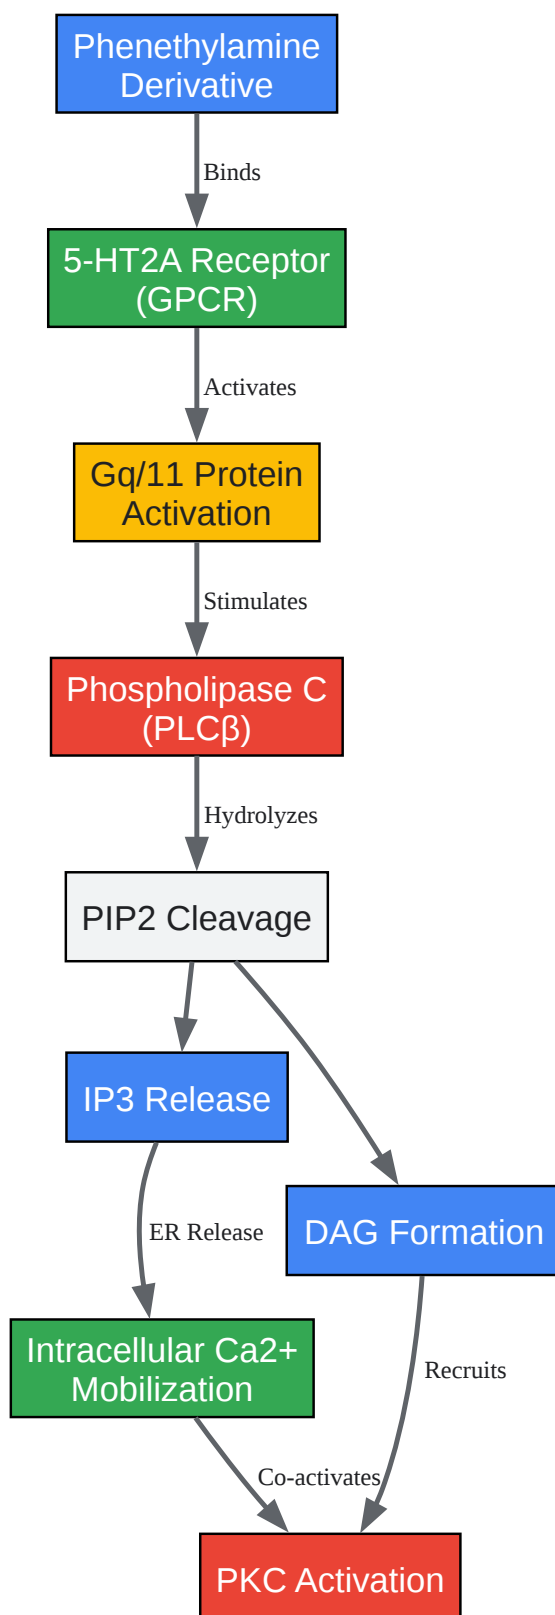 Phenethylamine
Derivative
Binds
5-HT2A Receptor
(GPCR)
Activates
Gq/11 Protein
Activation
Stimulates
Phospholipase C
(PLCβ)
Hydrolyzes
PIP2 Cleavage
IP3 Release
DAG Formation
ER Release
Intracellular Ca2+
Mobilization
Recruits
Co-activates
PKC Activation